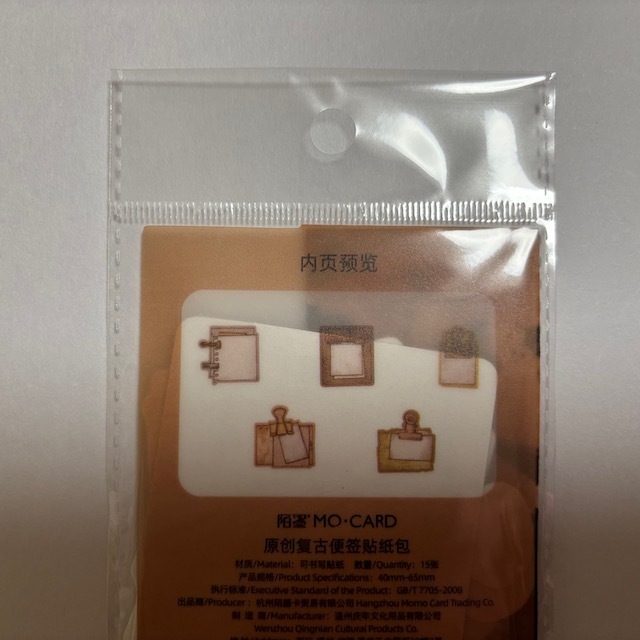 内页预览
陌墨 MO·CARD
原创复古便签贴纸包
材质/Material: 可书写贴纸 数量/Quantity: 15张
产品规格/Product Specifications: 40mm-65mm
执行标准/Executive Standard of the Product: GB/T 7705-2008
出品商/Producer: 杭州陌墨卡贸易有限公司 Hangzhou Momo Card Trading Co.
制造商/Manufacturer: 温州庆年文化用品有限公司
Wenzhou Qingnian Cultural Products Co.